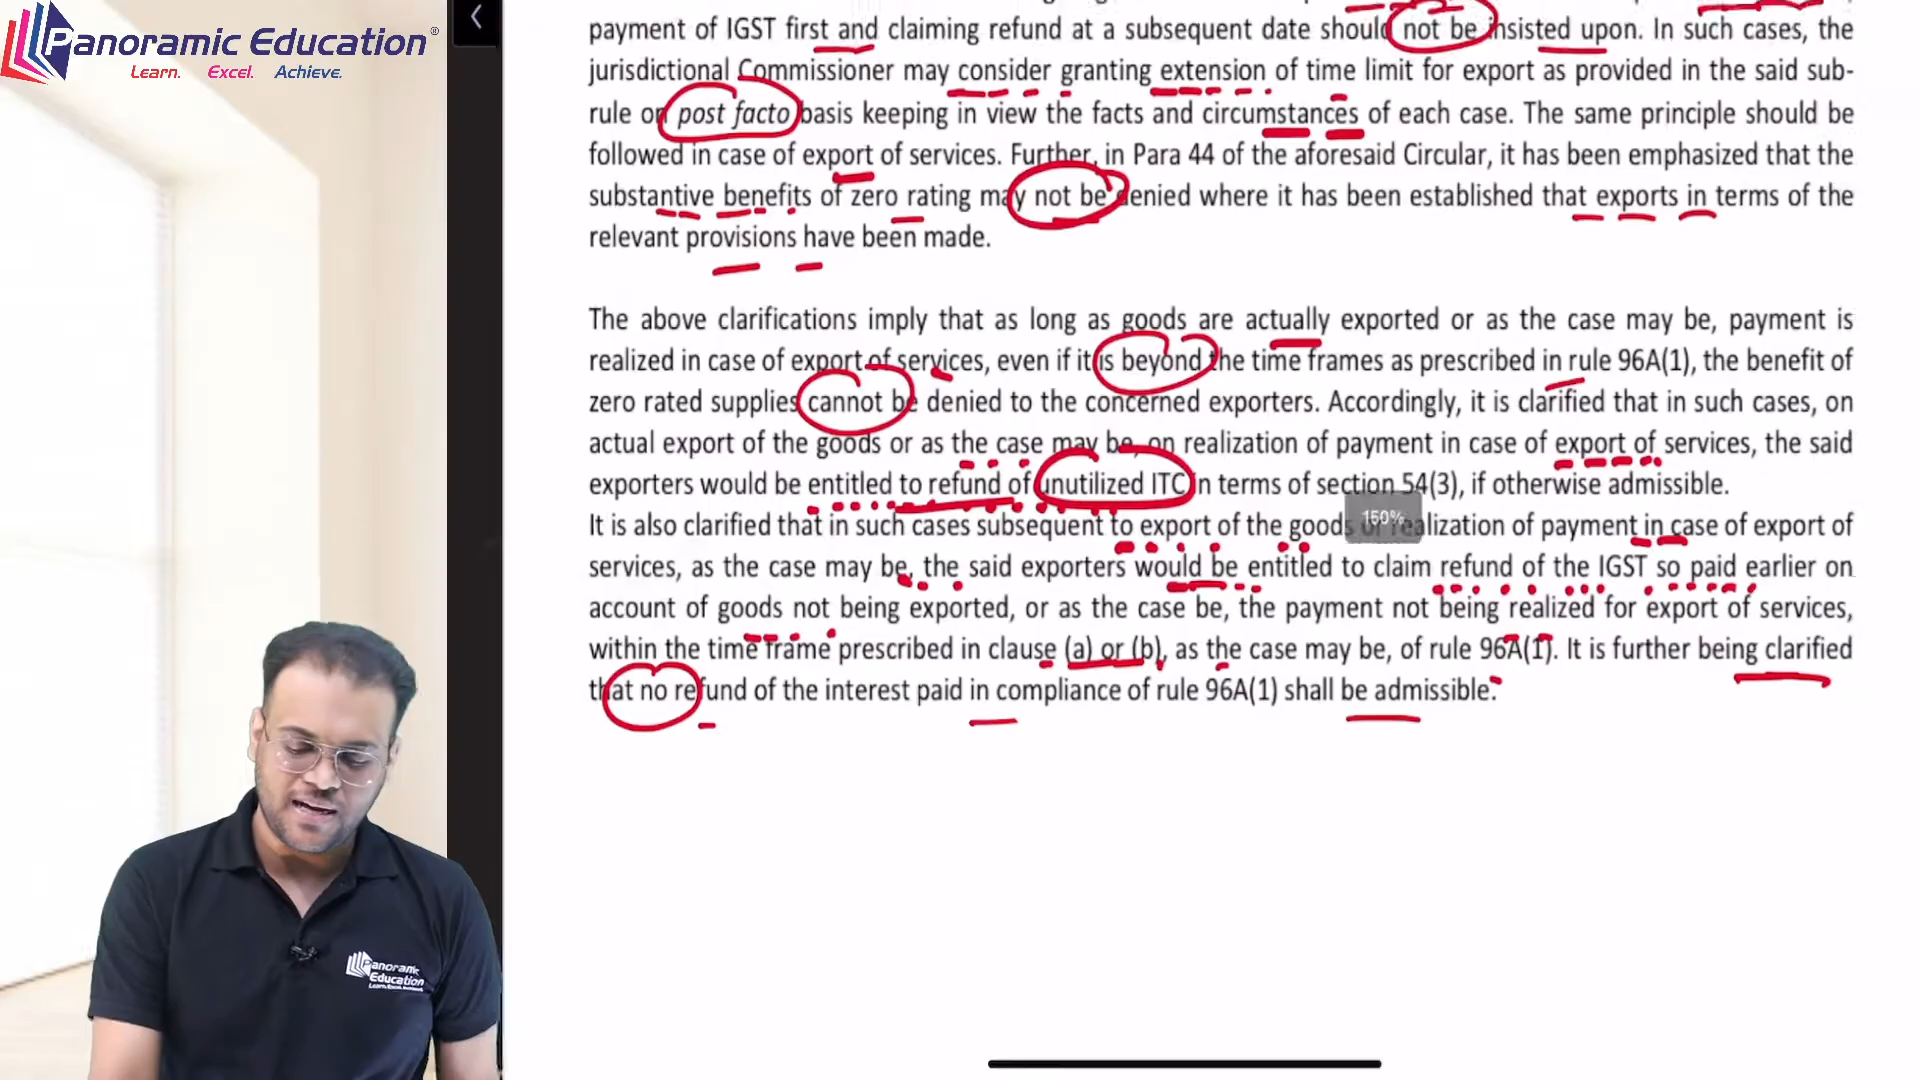 Panoramic Education®
Learn. Excel. Achieve.
payment of IGST first and claiming refund at a subsequent date should not be insisted upon. In such cases, the
jurisdictional Commissioner may consider granting extension of time limit for export as provided in the said sub-
rule on post facto basis keeping in view the facts and circumstances of each case. The same principle should be
followed in case of export of services. Further, in Para 44 of the aforesaid Circular, it has been emphasized that the
substantive benefits of zero rating may not be denied where it has been established that exports in terms of the
relevant provisions have been made.
The above clarifications imply that as long as goods are actually exported or as the case may be, payment is
realized in case of export of services, even if it is beyond the time frames as prescribed in rule 96A(1), the benefit of
zero rated supplies cannot be denied to the concerned exporters. Accordingly, it is clarified that in such cases, on
actual export of the goods or as the case may be, on realization of payment in case of export of services, the said
exporters would be entitled to refund of unutilized ITC in terms of section 54(3), if otherwise admissible.
It is also clarified that in such cases subsequent to export of the goods or realization of payment in case of export of
services, as the case may be, the said exporters would be entitled to claim refund of the IGST so paid earlier on
account of goods not being exported, or as the case be, the payment not being realized for export of services,
within the time frame prescribed in clause (a) or (b), as the case may be, of rule 96A(1). It is further being clarified
that no refund of the interest paid in compliance of rule 96A(1) shall be admissible.
150%
Panoramic
Education
Learn. Excel. Achieve.